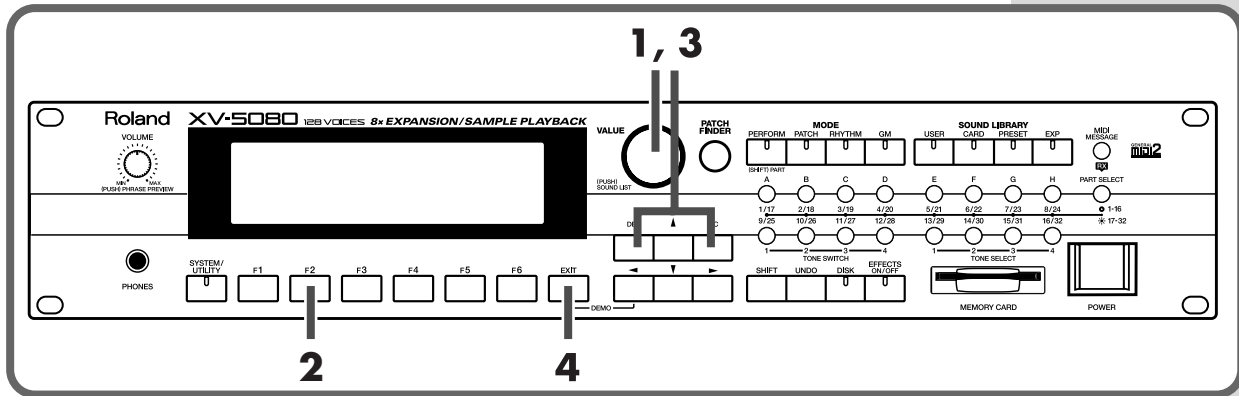 1, 3
Roland
XV-5080 128 VOICES 8x EXPANSION/SAMPLE PLAYBACK
VOLUME
MIN MAX
(PUSH) PHRASE PREVIEW
PHONES
VALUE
(PUSH)
SOUND LIST
PATCH
FINDER
MODE
PERFORM PATCH RHYTHM GM
(SHIFT) PART
SOUND LIBRARY
USER CARD PRESET EXP
MIDI
MESSAGE
RX
GENERAL
MIDI 2
A B C D E F G H PART SELECT
1/17 2/18 3/19 4/20 5/21 6/22 7/23 8/24 1-16
9/25 10/26 11/27 12/28 13/29 14/30 15/31 16/32 17-32
1 2 3 4 1 2 3 4
TONE SWITCH TONE SELECT
SYSTEM/
UTILITY
F1 F2 F3 F4 F5 F6 EXIT
DEMO
SHIFT UNDO DISK EFFECTS
ON/OFF
MEMORY CARD
POWER
2
4